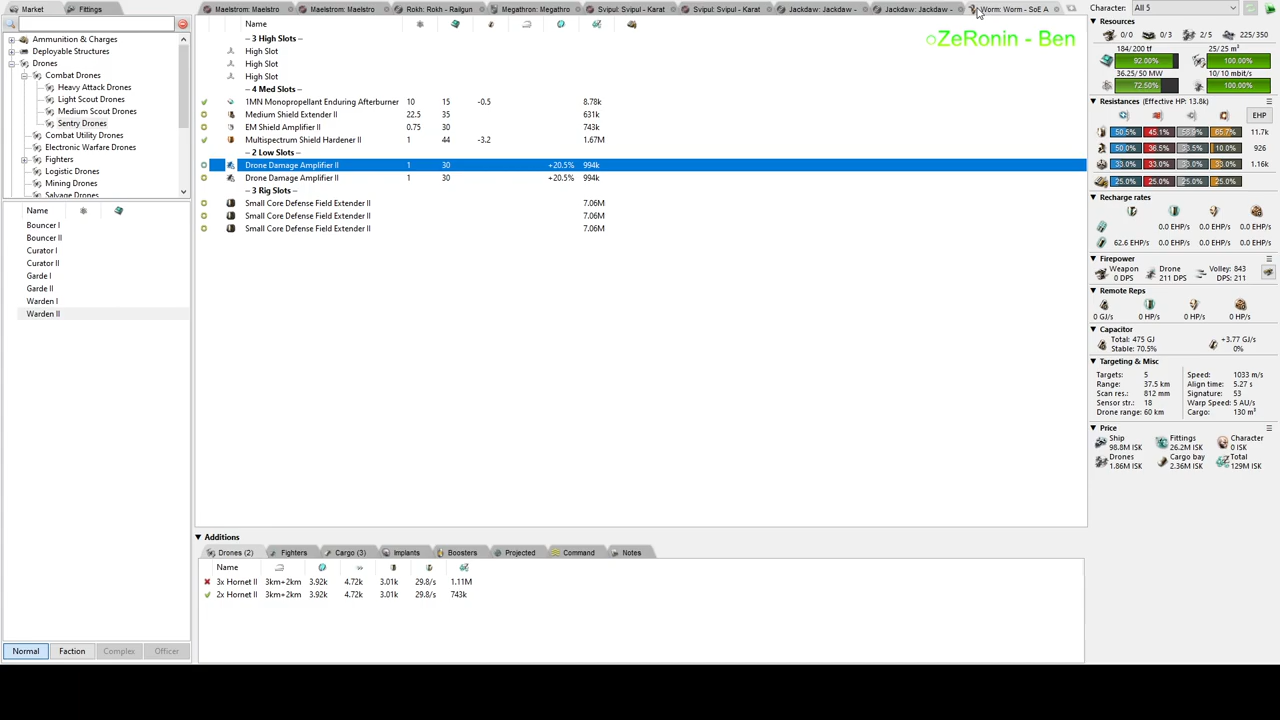 Market Fittings Maelstrom: Maelstro Maelstrom: Maelstro Rokh: Rokh - Railgun Megathron: Megathro Svipul: Svipul - Karat Svipul: Svipul - Karat Jackdaw: Jackdaw - Jackdaw: Jackdaw - Worm: Worm - SoE A Character: All 5
Ammunition & Charges
Deployable Structures
Drones
Combat Drones
Heavy Attack Drones
Light Scout Drones
Medium Scout Drones
Sentry Drones
Combat Utility Drones
Electronic Warfare Drones
Fighters
Logistic Drones
Mining Drones
Salvage Drones
Name
Bouncer I
Bouncer II
Curator I
Curator II
Garde I
Garde II
Warden I
Warden II
Normal Faction Complex Officer
Name
– 3 High Slots –
High Slot
High Slot
High Slot
– 4 Med Slots –
1MN Monopropellant Enduring Afterburner 10 15 -0.5 8.78k
Medium Shield Extender II 22.5 35 631k
EM Shield Amplifier II 0.75 30 743k
Multispectrum Shield Hardener II 1 44 -3.2 1.67M
– 2 Low Slots –
Drone Damage Amplifier II 1 30 +20.5% 994k
Drone Damage Amplifier II 1 30 +20.5% 994k
– 3 Rig Slots –
Small Core Defense Field Extender II 7.06M
Small Core Defense Field Extender II 7.06M
Small Core Defense Field Extender II 7.06M
○ZeRonin - Ben
Additions
Drones (2) Fighters Cargo (3) Implants Boosters Projected Command Notes
Name
3x Hornet II 3km+2km 3.92k 4.72k 3.01k 29.8/s 1.11M
2x Hornet II 3km+2km 3.92k 4.72k 3.01k 29.8/s 743k
Resources
0/0 0/3 2/5 225/350
184/200 tf 25/25 m³
92.00% 100.00%
36.25/50 MW 10/10 mbit/s
72.50% 100.00%
Resistances (Effective HP: 13.8k) EHP
50.5% 45.1% 65.7% 11.7k
50.0% 10.0% 926
33.0% 33.0% 33.0% 1.16k
25.0% 25.0% 25.0% 25.0%
Recharge rates
0.0 EHP/s 0.0 EHP/s 0.0 EHP/s
62.6 EHP/s 0.0 EHP/s 0.0 EHP/s 0.0 EHP/s
Firepower
Weapon Drone Volley: 843
0 DPS 211 DPS DPS: 211
Remote Reps
0 GJ/s 0 HP/s 0 HP/s 0 HP/s
Capacitor
Total: 475 GJ +3.77 GJ/s
Stable: 70.5% 0%
Targeting & Misc
Targets: 5 Speed: 1033 m/s
Range: 37.5 km Align time: 5.27 s
Scan res.: 812 mm Signature: 53
Sensor str.: 18 Warp Speed: 5 AU/s
Drone range: 60 km Cargo: 130 m³
Price
Ship Fittings Character
98.8M ISK 26.2M ISK 0 ISK
Drones Cargo bay Total
1.86M ISK 2.36M ISK 129M ISK